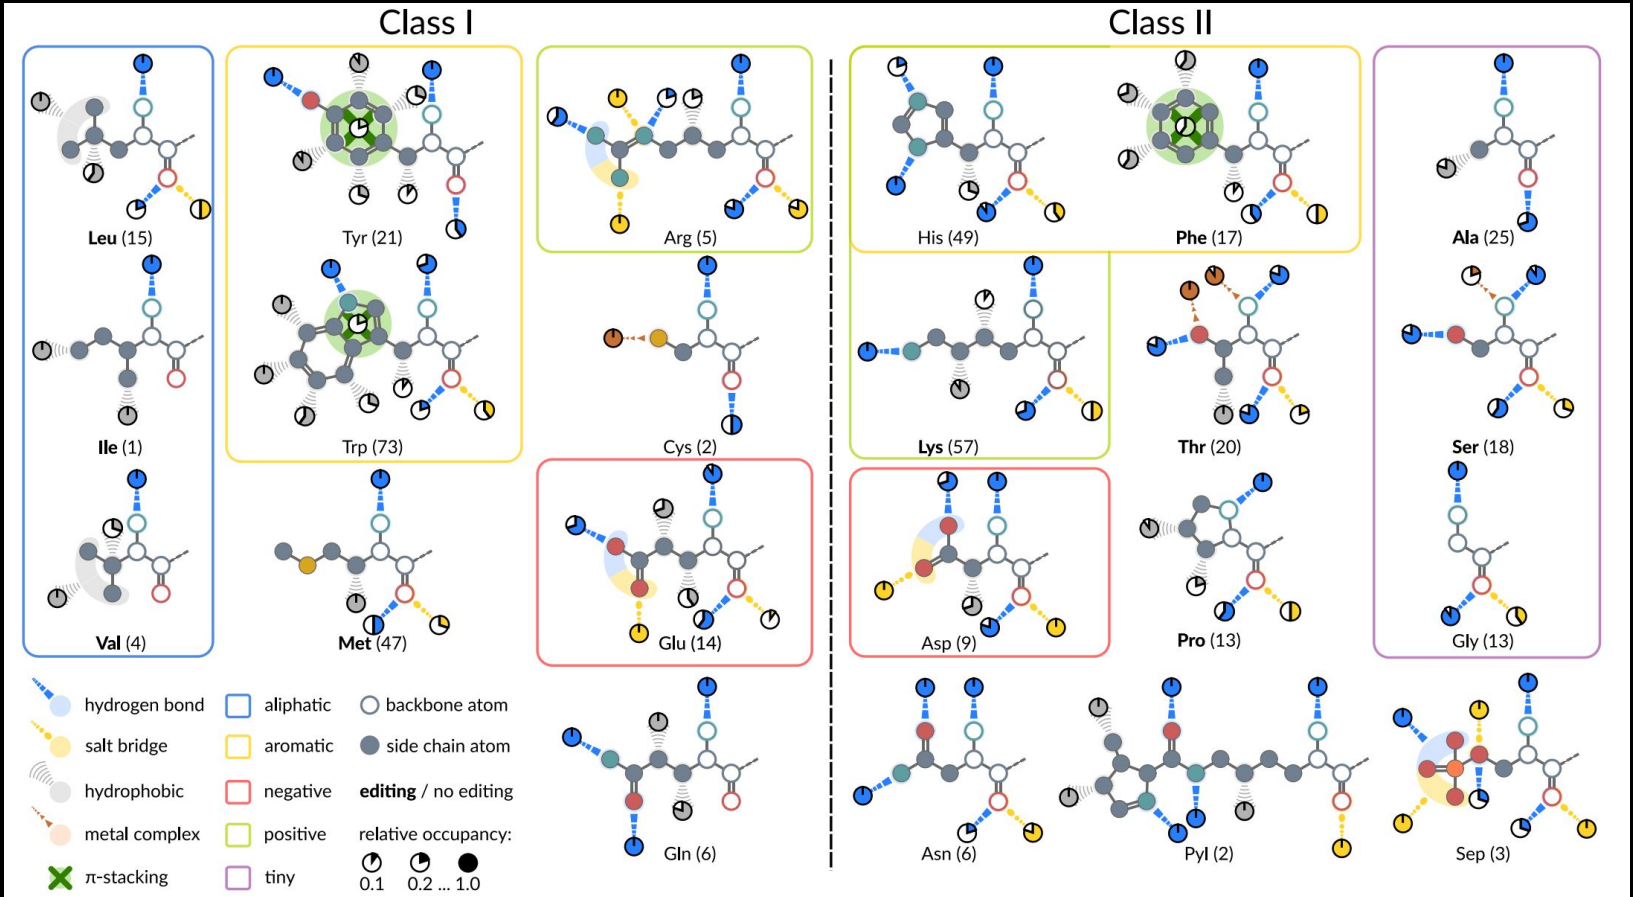 Class I
Class II
Leu (15)
Tyr (21)
Arg (5)
His (49)
Phe (17)
Ala (25)
Ile (1)
Trp (73)
Cys (2)
Lys (57)
Thr (20)
Ser (18)
Val (4)
Met (47)
Glu (14)
Asp (9)
Pro (13)
Gly (13)
Gln (6)
Asn (6)
Pyl (2)
Sep (3)
hydrogen bond
salt bridge
hydrophobic
metal complex
π-stacking
aliphatic
aromatic
negative
positive
tiny
backbone atom
side chain atom
editing / no editing
relative occupancy:
0.1 0.2 ... 1.0